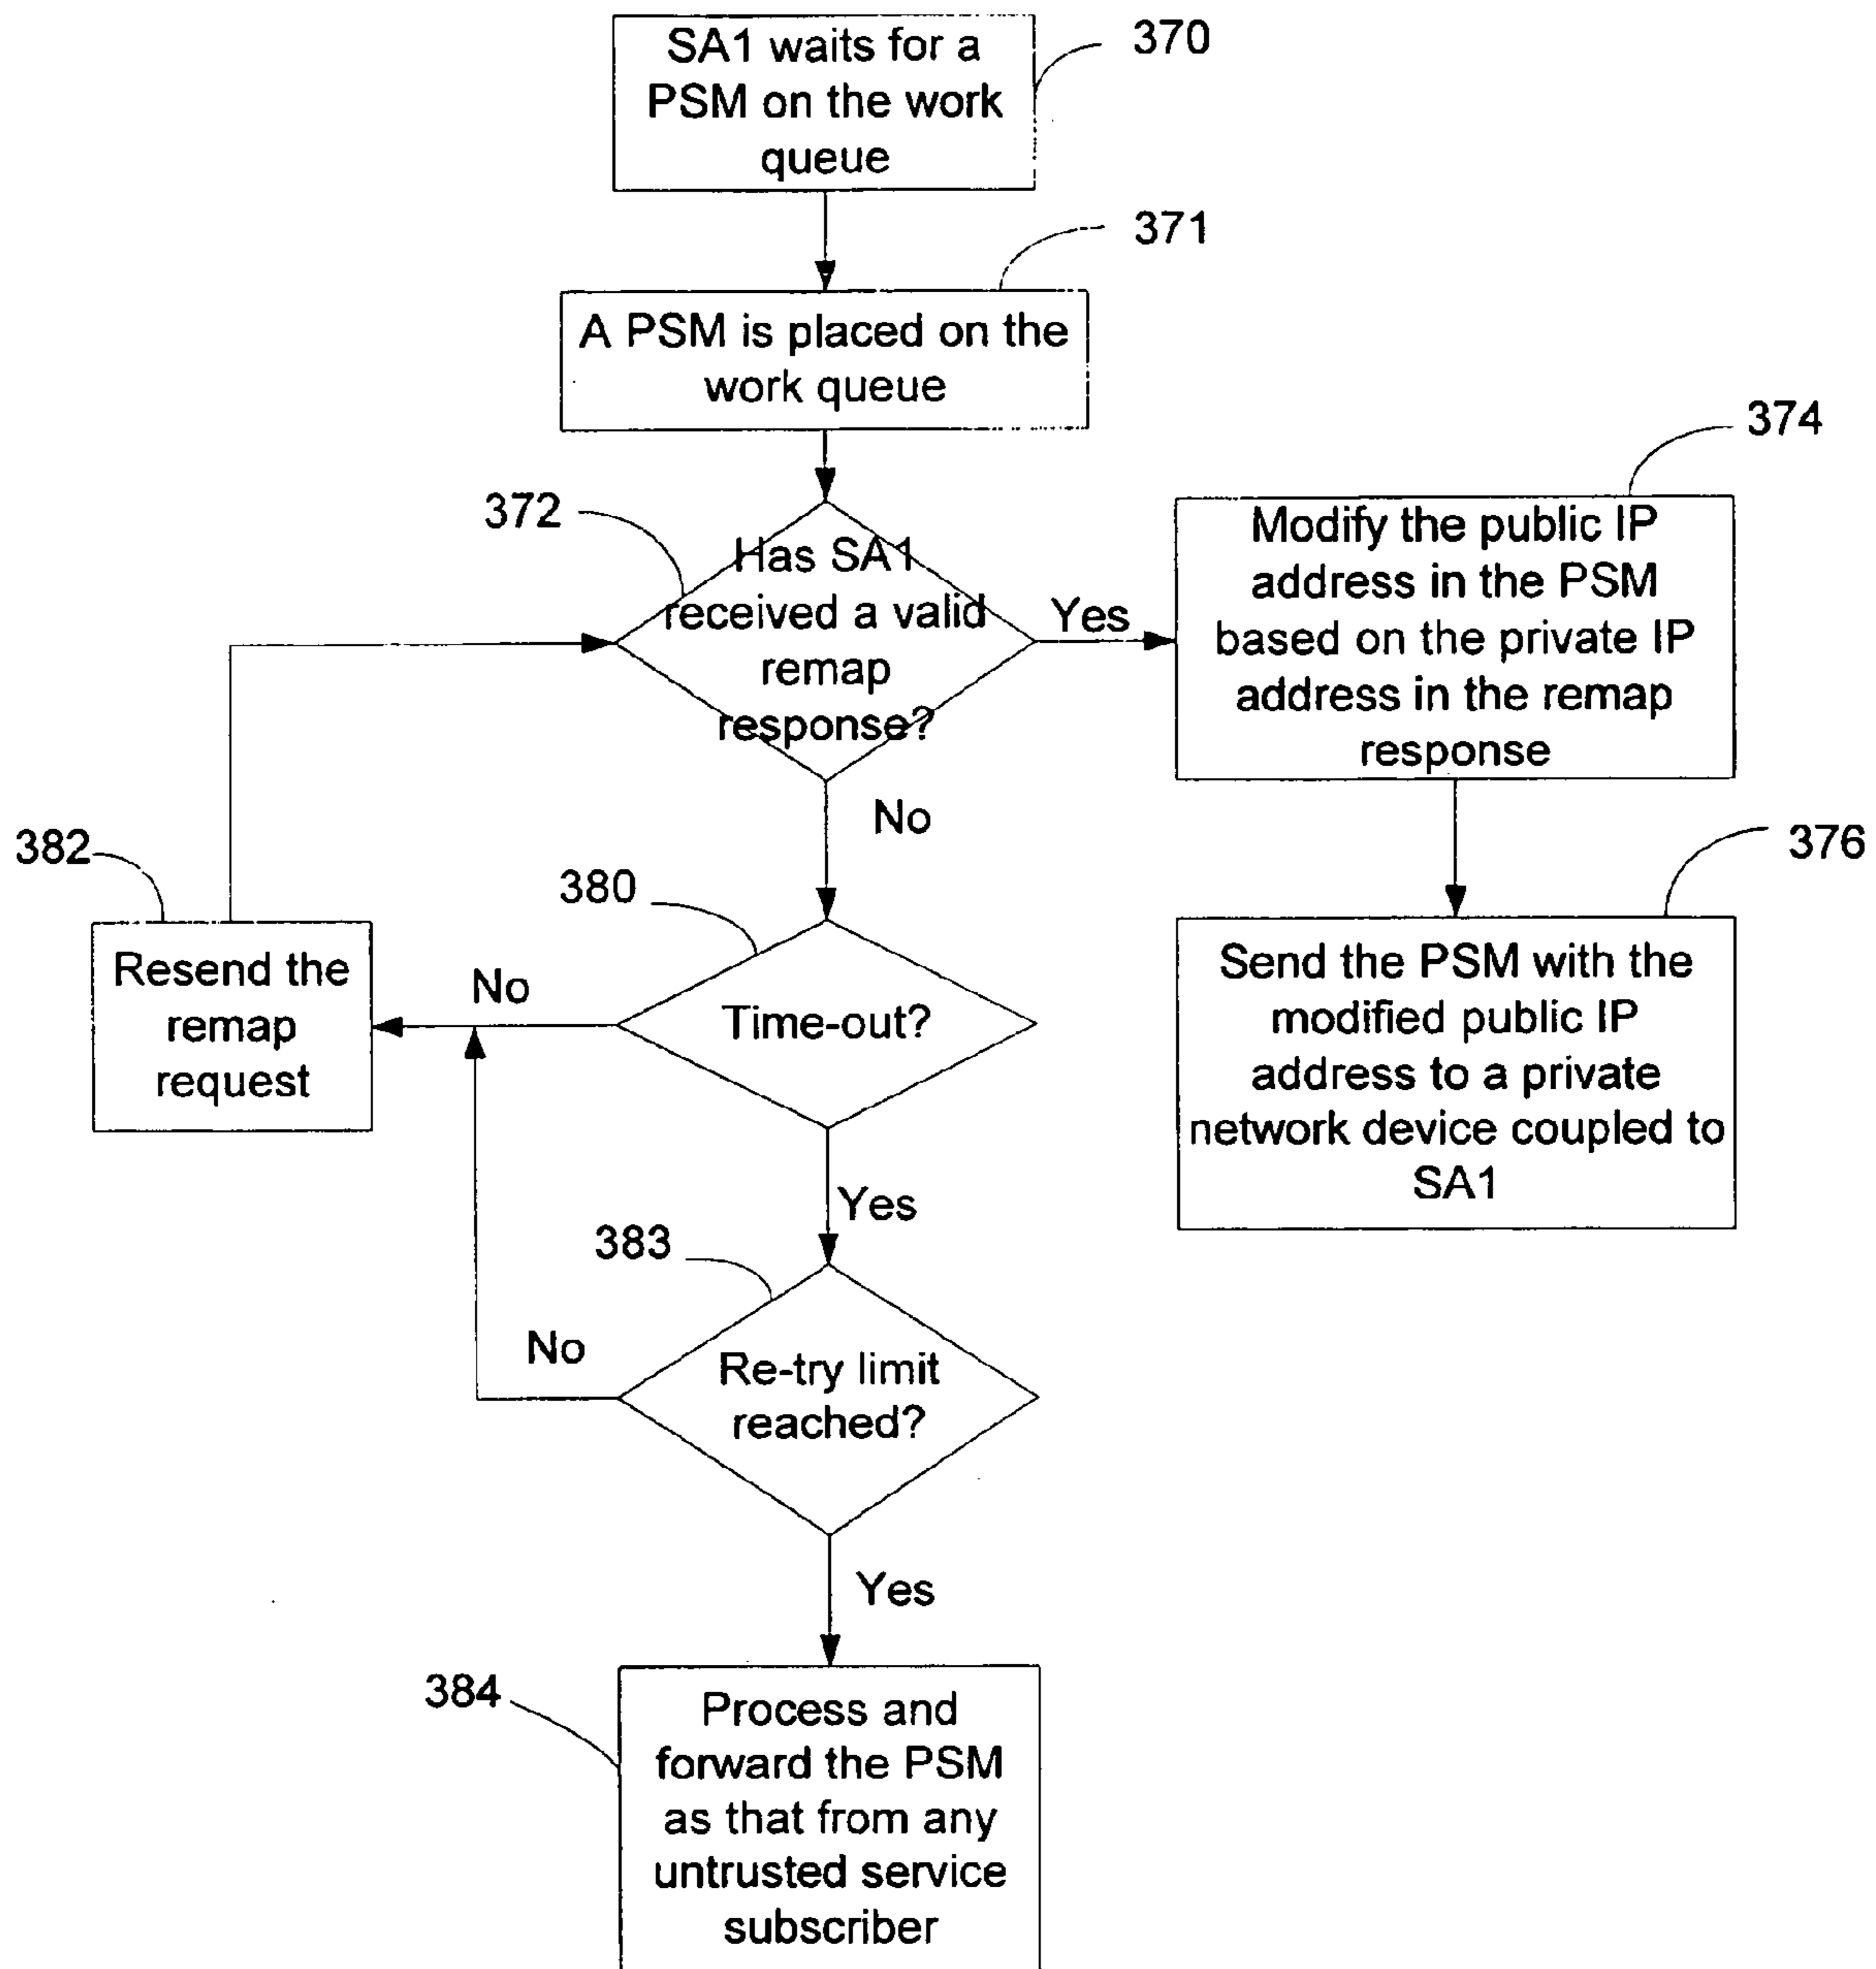 SA1 waits for a
PSM on the work
queue
370
371
A PSM is placed on the
work queue
374
372
Has SA1
received a valid
remap
response?
Yes
Modify the public IP
address in the PSM
based on the private IP
address in the remap
response
No
376
382
380
Resend the
remap
request
No
Time-out?
Send the PSM with the
modified public IP
address to a private
network device coupled to
SA1
Yes
383
No
Re-try limit
reached?
Yes
384
Process and
forward the PSM
as that from any
untrusted service
subscriber